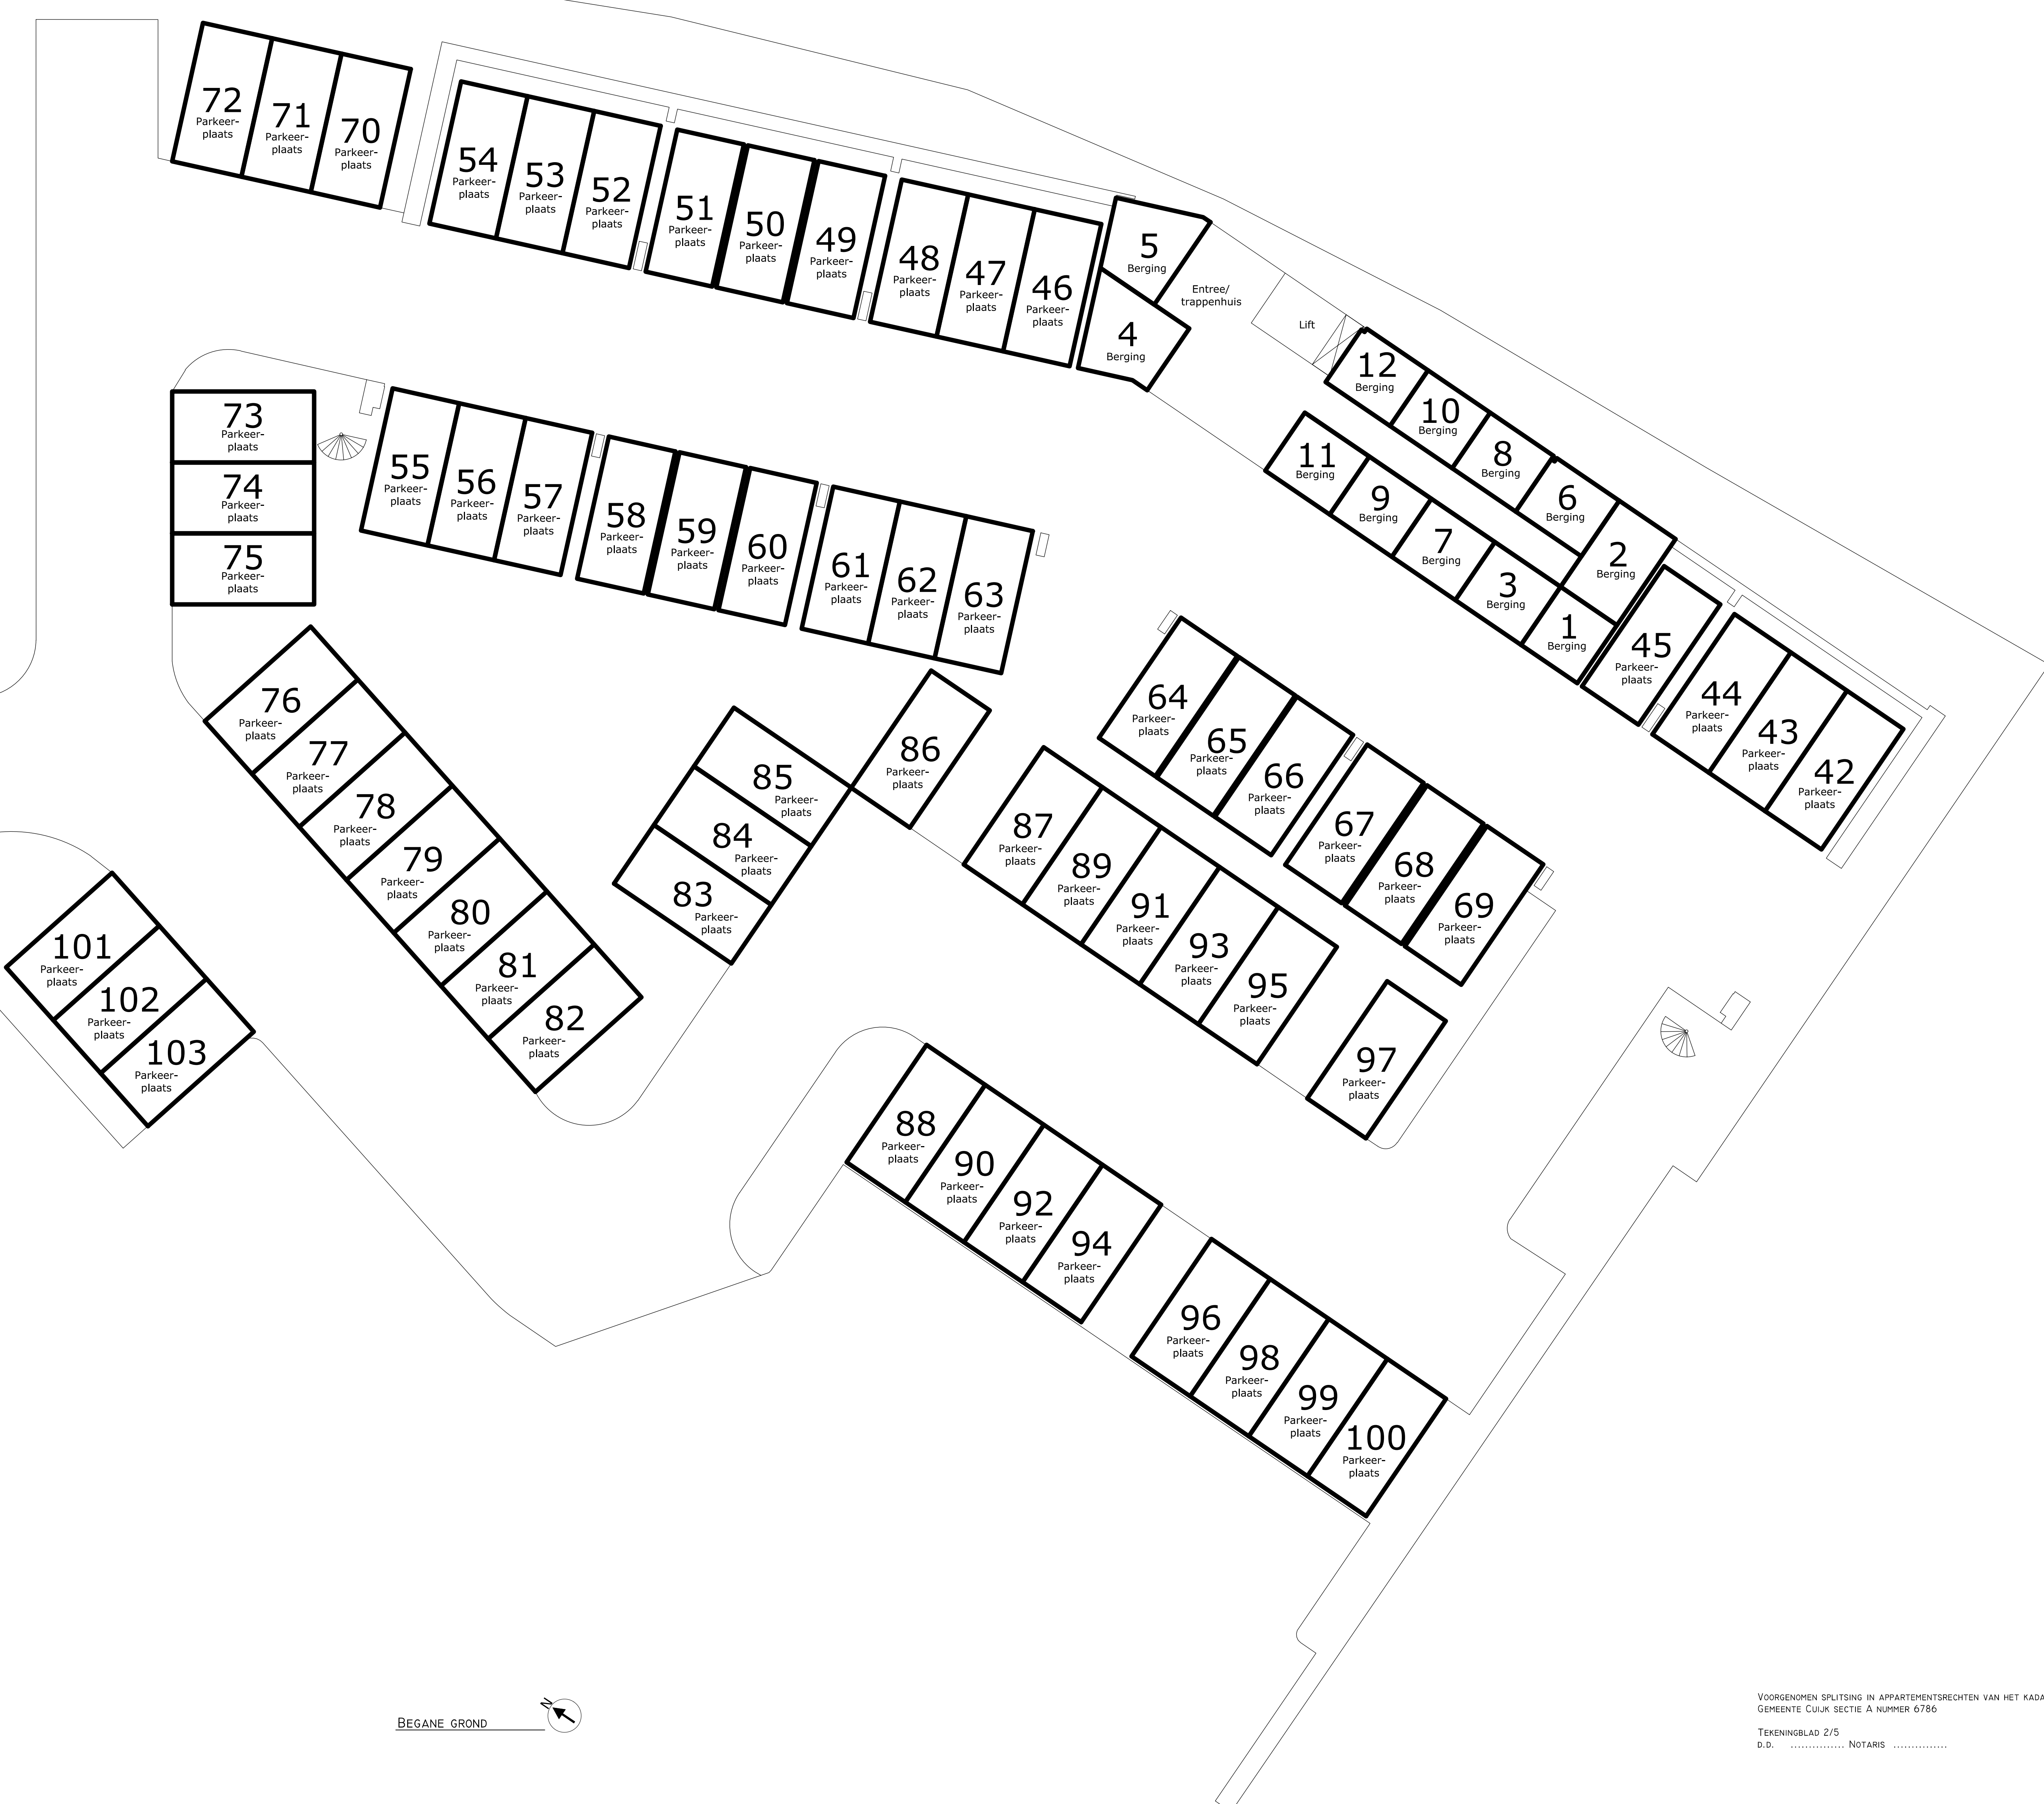 72
Parkeer-
plaats
71
Parkeer-
plaats
70
Parkeer-
plaats
54
Parkeer-
plaats
53
Parkeer-
plaats
52
Parkeer-
plaats
51
Parkeer-
plaats
50
Parkeer-
plaats
49
Parkeer-
plaats
48
Parkeer-
plaats
47
Parkeer-
plaats
46
Parkeer-
plaats
5
Berging
4
Berging
Entree/
trappenhuis
Lift
12
Berging
10
Berging
8
Berging
6
Berging
2
Berging
11
Berging
9
Berging
7
Berging
3
Berging
1
Berging
45
Parkeer-
plaats
44
Parkeer-
plaats
43
Parkeer-
plaats
42
Parkeer-
plaats
73
Parkeer-
plaats
74
Parkeer-
plaats
75
Parkeer-
plaats
55
Parkeer-
plaats
56
Parkeer-
plaats
57
Parkeer-
plaats
58
Parkeer-
plaats
59
Parkeer-
plaats
60
Parkeer-
plaats
61
Parkeer-
plaats
62
Parkeer-
plaats
63
Parkeer-
plaats
64
Parkeer-
plaats
65
Parkeer-
plaats
66
Parkeer-
plaats
67
Parkeer-
plaats
68
Parkeer-
plaats
69
Parkeer-
plaats
76
Parkeer-
plaats
77
Parkeer-
plaats
78
Parkeer-
plaats
79
Parkeer-
plaats
80
Parkeer-
plaats
81
Parkeer-
plaats
82
Parkeer-
plaats
85
Parkeer-
plaats
84
Parkeer-
plaats
83
Parkeer-
plaats
86
Parkeer-
plaats
87
Parkeer-
plaats
89
Parkeer-
plaats
91
Parkeer-
plaats
93
Parkeer-
plaats
95
Parkeer-
plaats
97
Parkeer-
plaats
101
Parkeer-
plaats
102
Parkeer-
plaats
103
Parkeer-
plaats
88
Parkeer-
plaats
90
Parkeer-
plaats
92
Parkeer-
plaats
94
Parkeer-
plaats
96
Parkeer-
plaats
98
Parkeer-
plaats
99
Parkeer-
plaats
100
Parkeer-
plaats
BEGANE GROND
N
VOORGENOMEN SPLITSING IN APPARTEMENTSRECHTEN VAN HET KADA
GEMEENTE CUIJK SECTIE A NUMMER 6786
TEKENINGBLAD 2/5
D.D. ............... NOTARIS ...............